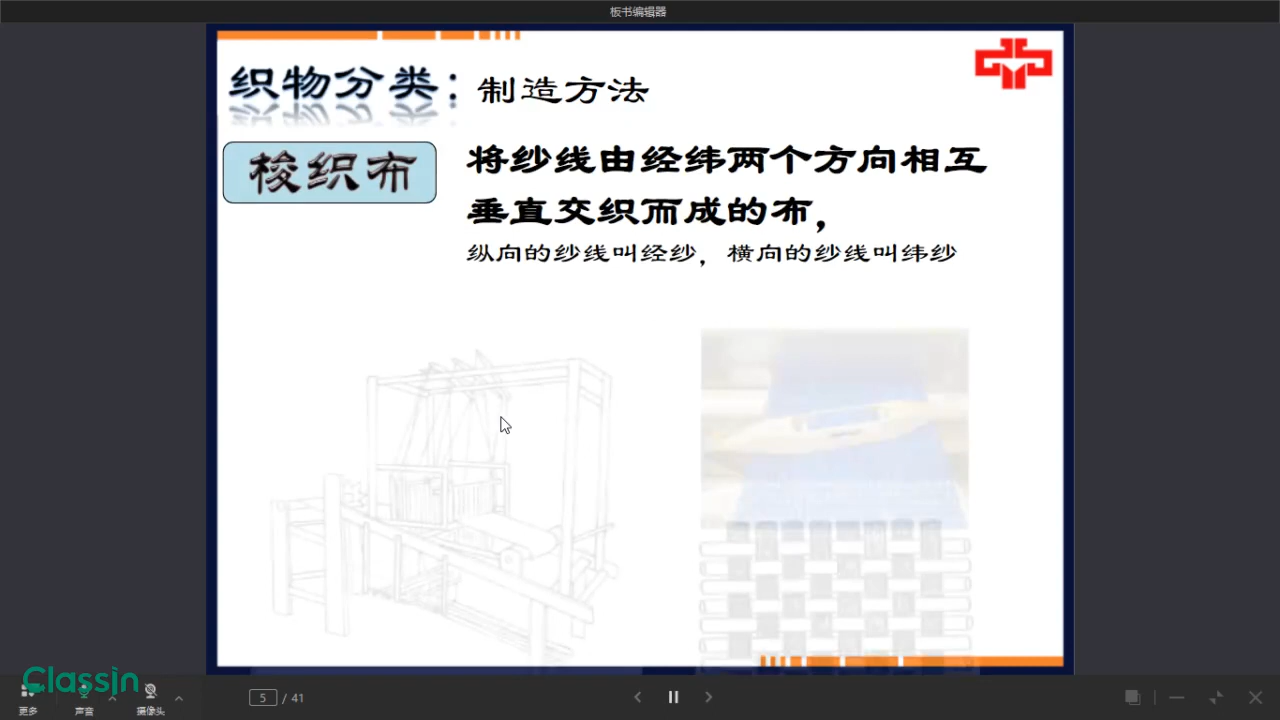 板书编辑器
织物分类：制造方法
梭织布
将纱线由经纬两个方向相互
垂直交织而成的布，
纵向的纱线叫经纱，横向的纱线叫纬纱
ClassIn
更多
声音
摄像头
5 / 41